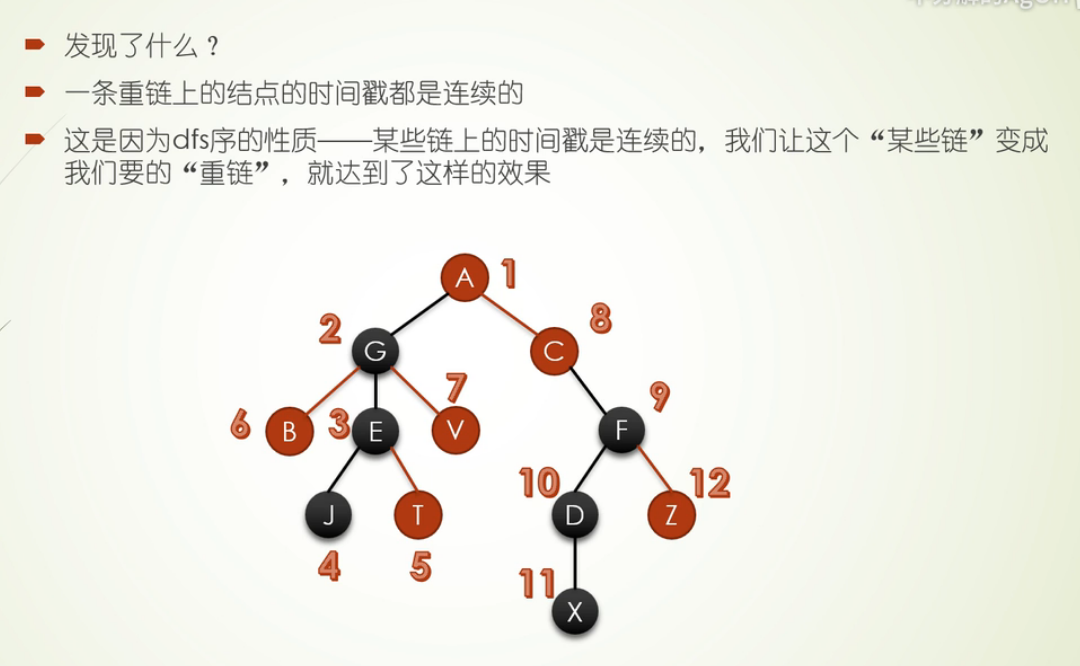 发现了什么？
一条重链上的结点的时间戳都是连续的
这是因为dfs序的性质——某些链上的时间戳是连续的，我们让这个“某些链”变成
我们要的“重链”，就达到了这样的效果
A 1
2 G
C 8
6 B
3 E
V 7
F 9
J 4
T 5
10 D
Z 12
11 X